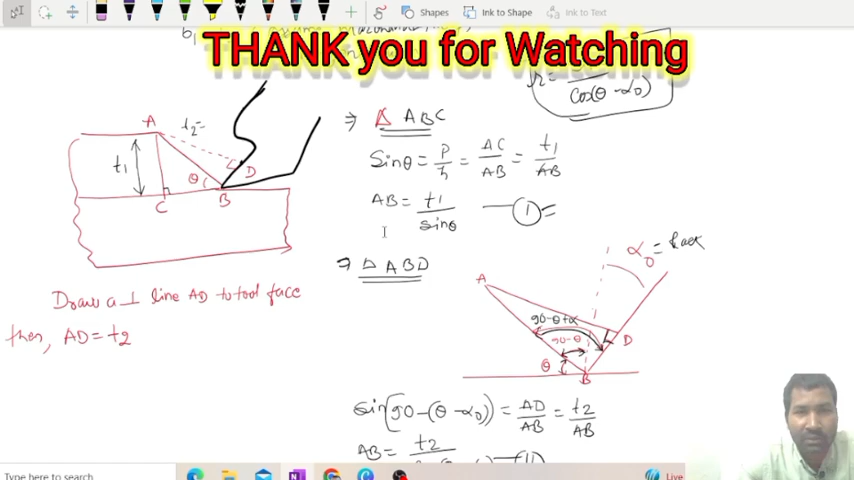 Shapes
Ink to Shape
Ink to Text
THANK you for Watching
cos(θ-α0)
A
t2=
t1
θ
D
C
B
Draw a ⊥ line AD to tool face
then, AD = t2
⇒ Δ ABC
Sinθ = P/h = AC/AB = t1/AB
AB = t1/sinθ
1
⇒ Δ ABD
α0 = Rack
A
90-θ+α
90-θ
θ
D
B
sin[90-(θ-α0)] = AD/AB = t2/AB
AB = t2
Type here to search
Live